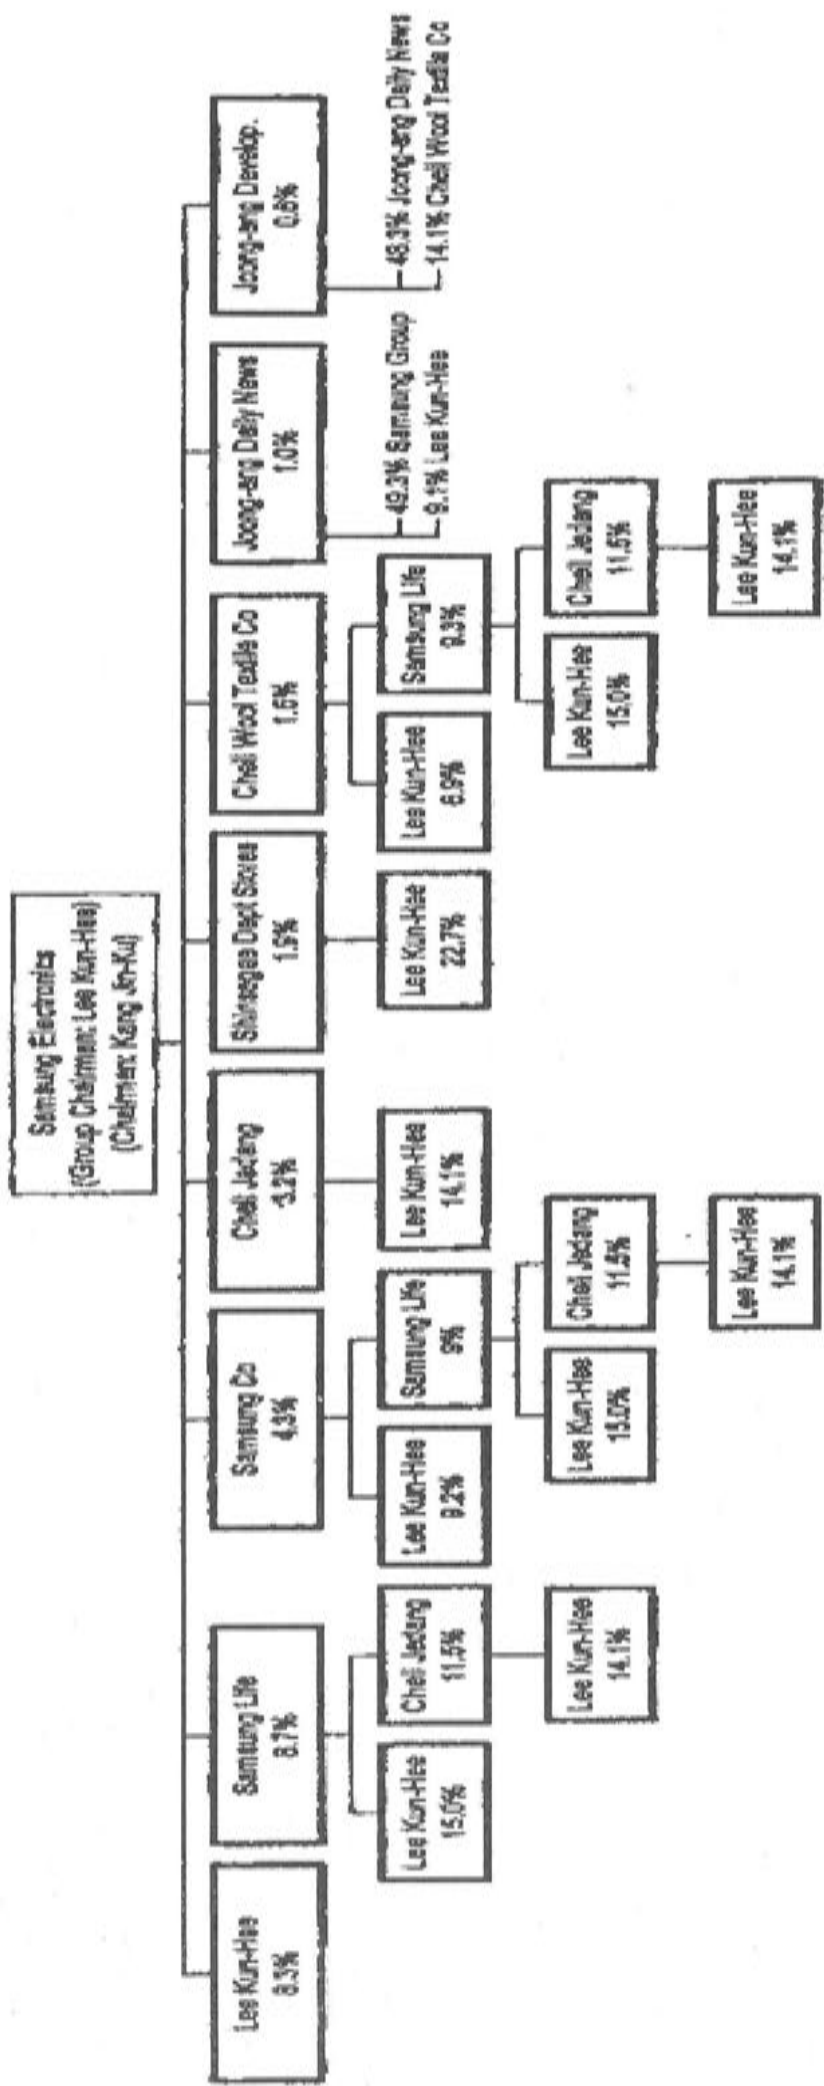 Samsung Electronics
(Group Chairman: Lee Kun-Hee)
(Chairman: Kang Jin-Ku)
Lee Kun-Hee
8.3%
Samsung Life
8.7%
Samsung Co
4.3%
Cheil Jedang
3.2%
Shinsegae Dept Stores
1.9%
Cheil Wool Textile Co
1.6%
Joong-ang Daily News
1.0%
Joong-ang Develop.
0.8%
Lee Kun-Hee
15.0%
Cheil Jedang
11.5%
Lee Kun-Hee
9.2%
Samsung Life
9%
Lee Kun-Hee
14.1%
Lee Kun-Hee
22.7%
Lee Kun-Hee
6.9%
Samsung Life
9.3%
49.3% Samsung Group
9.1% Lee Kun-Hee
48.3% Joong-ang Daily News
14.1% Cheil Wool Textile Co
Lee Kun-Hee
14.1%
Lee Kun-Hee
15.0%
Cheil Jedang
11.5%
Lee Kun-Hee
15.0%
Cheil Jedang
11.5%
Lee Kun-Hee
14.1%
Lee Kun-Hee
14.1%